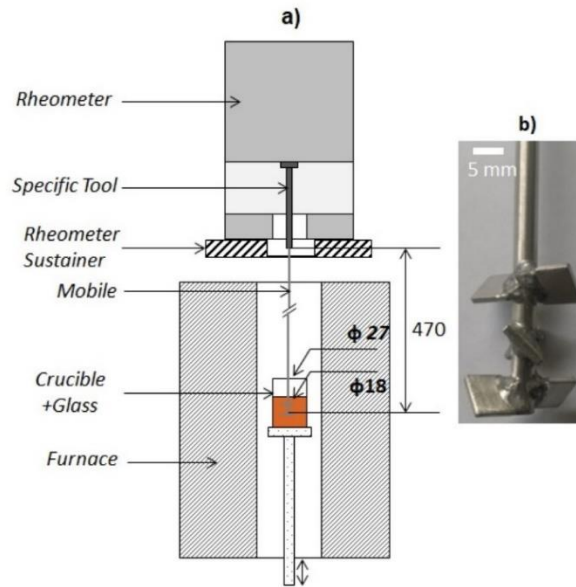 a)
Rheometer
Specific Tool
Rheometer
Sustainer
Mobile
Crucible
+Glass
Furnace
ϕ 27
ϕ18
470
b)
5 mm